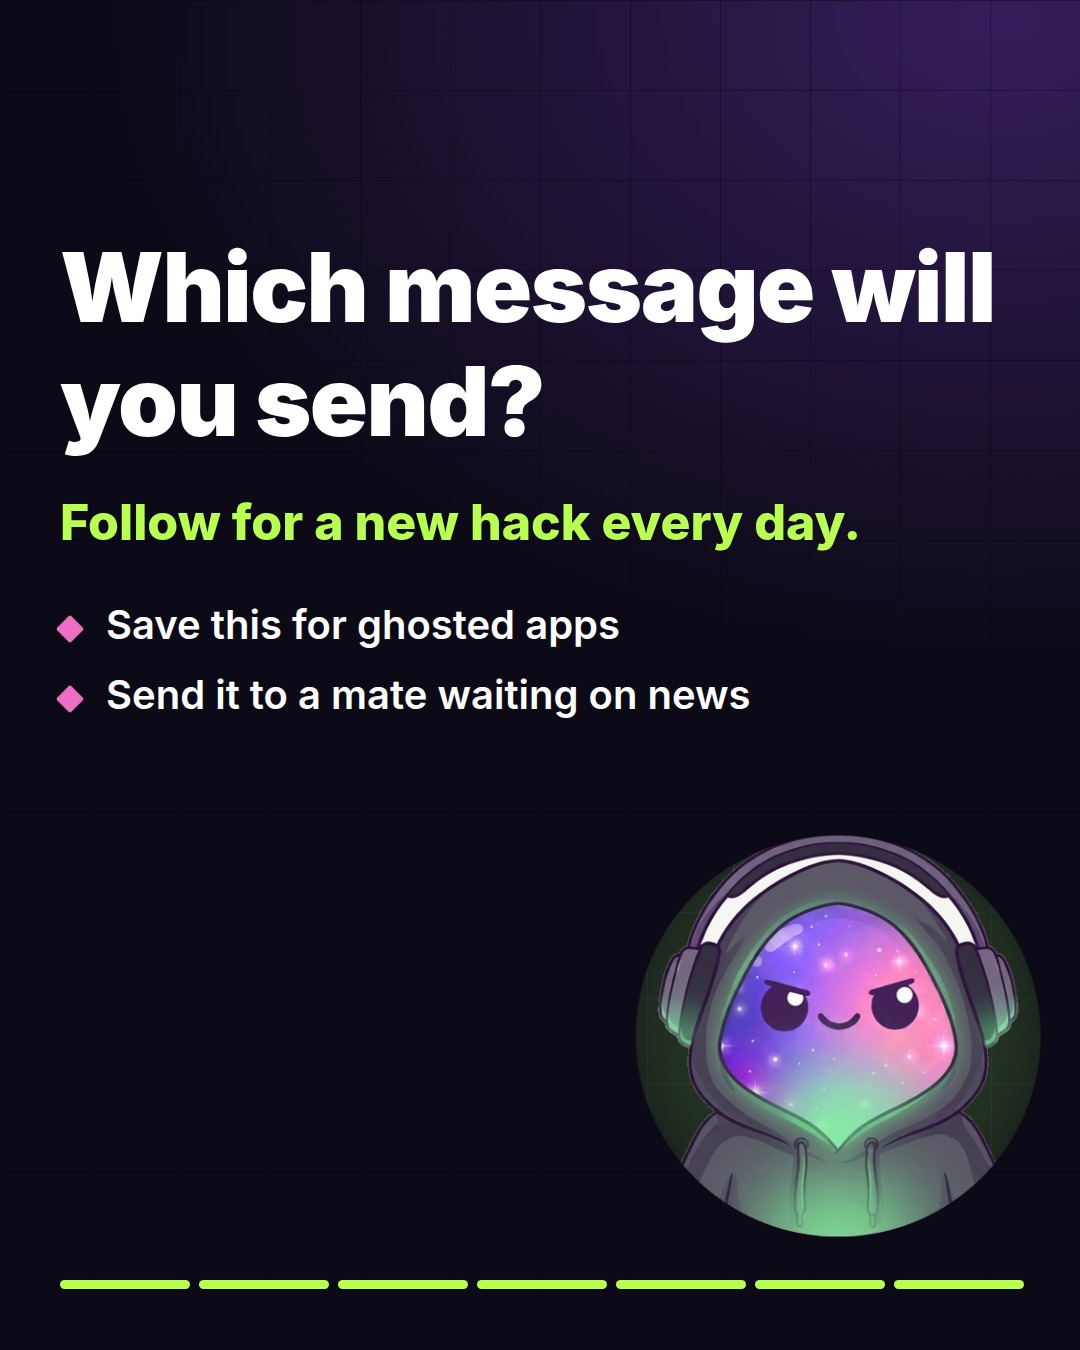 Which message will
you send?
Follow for a new hack every day.
Save this for ghosted apps
Send it to a mate waiting on news